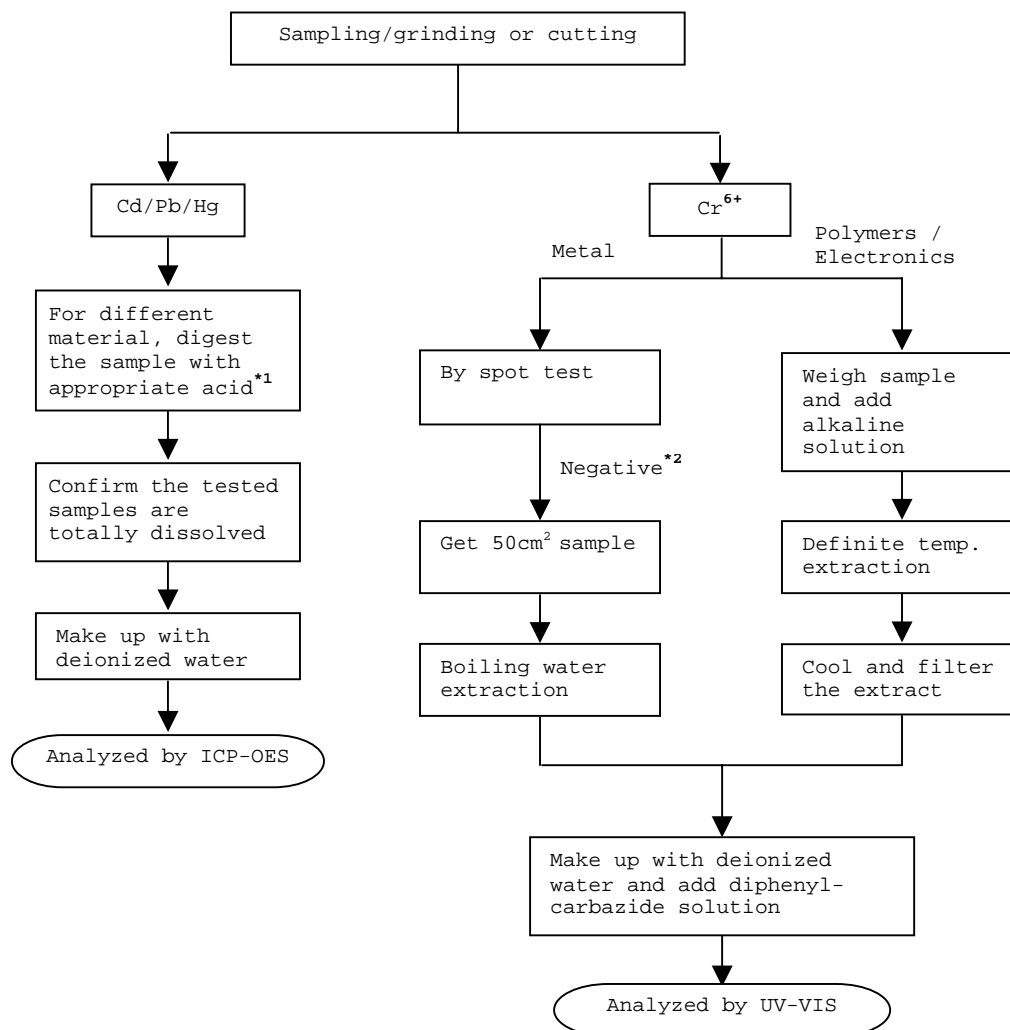 Sampling/grinding or cutting
Cd/Pb/Hg
For different
material, digest
the sample with
appropriate acid*1
Confirm the tested
samples are
totally dissolved
Make up with
deionized water
Analyzed by ICP-OES
Cr6+
Metal
By spot test
Negative*2
Get 50cm2 sample
Boiling water
extraction
Polymers /
Electronics
Weigh sample
and add
alkaline
solution
Definite temp.
extraction
Cool and filter
the extract
Make up with deionized
water and add diphenyl-
carbazide solution
Analyzed by UV-VIS